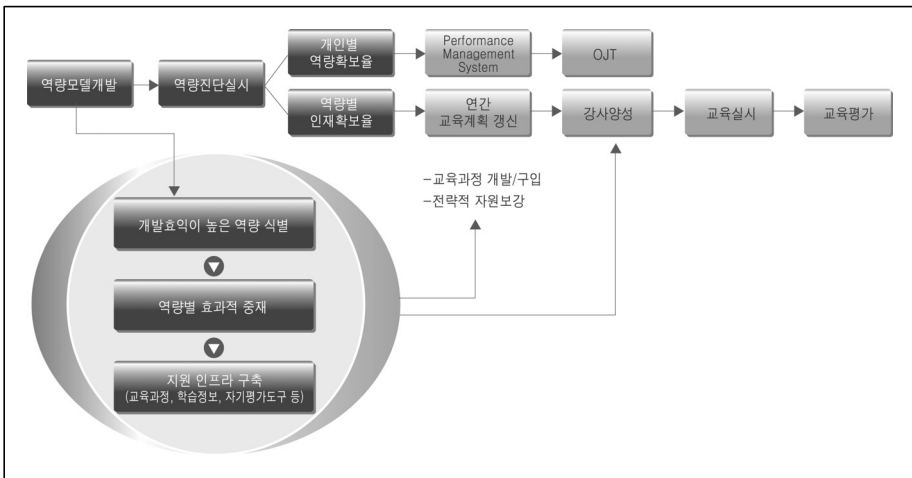 역량모델개발
역량진단실시
개인별
역량확보율
Performance
Management
System
OJT
역량별
인재확보율
연간
교육계획 갱신
강사양성
교육실시
교육평가
–교육과정 개발/구입
–전략적 자원보강
개발효익이 높은 역량 식별
역량별 효과적 중재
지원 인프라 구축
(교육과정, 학습정보, 자기평가도구 등)